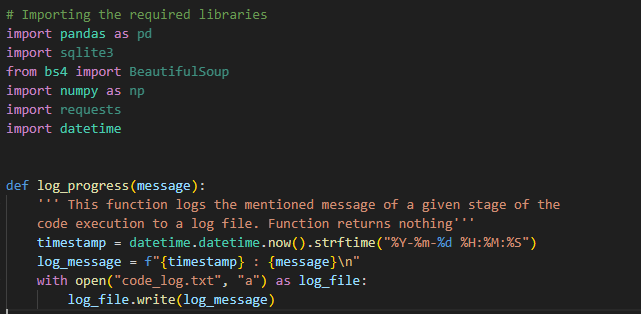 # Importing the required libraries
import pandas as pd
import sqlite3
from bs4 import BeautifulSoup
import numpy as np
import requests
import datetime
def log_progress(message):
''' This function logs the mentioned message of a given stage of the
code execution to a log file. Function returns nothing'''
timestamp = datetime.datetime.now().strftime("%Y-%m-%d %H:%M:%S")
log_message = f"{timestamp} : {message}\n"
with open("code_log.txt", "a") as log_file:
log_file.write(log_message)